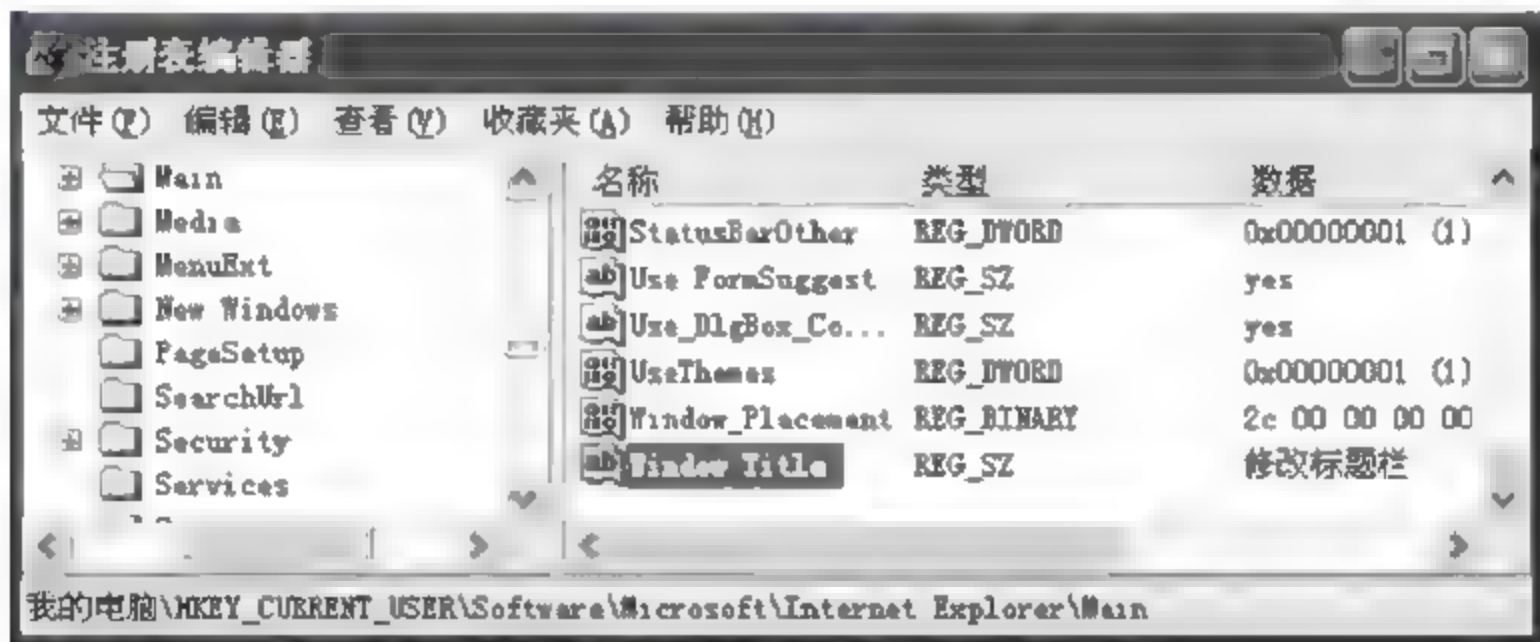 注册表编辑器
文件(F) 编辑(E) 查看(V) 收藏夹(A) 帮助(H)
Main
Media
MenuExt
New Windows
PageSetup
SearchUrl
Security
Services
名称 类型 数据
StatusBarOther REG_DWORD 0x00000001 (1)
Use FormSuggest REG_SZ yes
Use_DlgBox_Co... REG_SZ yes
UseThemes REG_DWORD 0x00000001 (1)
Window_Placement REG_BINARY 2c 00 00 00 00
Window Title REG_SZ 修改标题栏
我的电脑\HKEY_CURRENT_USER\Software\Microsoft\Internet Explorer\Main